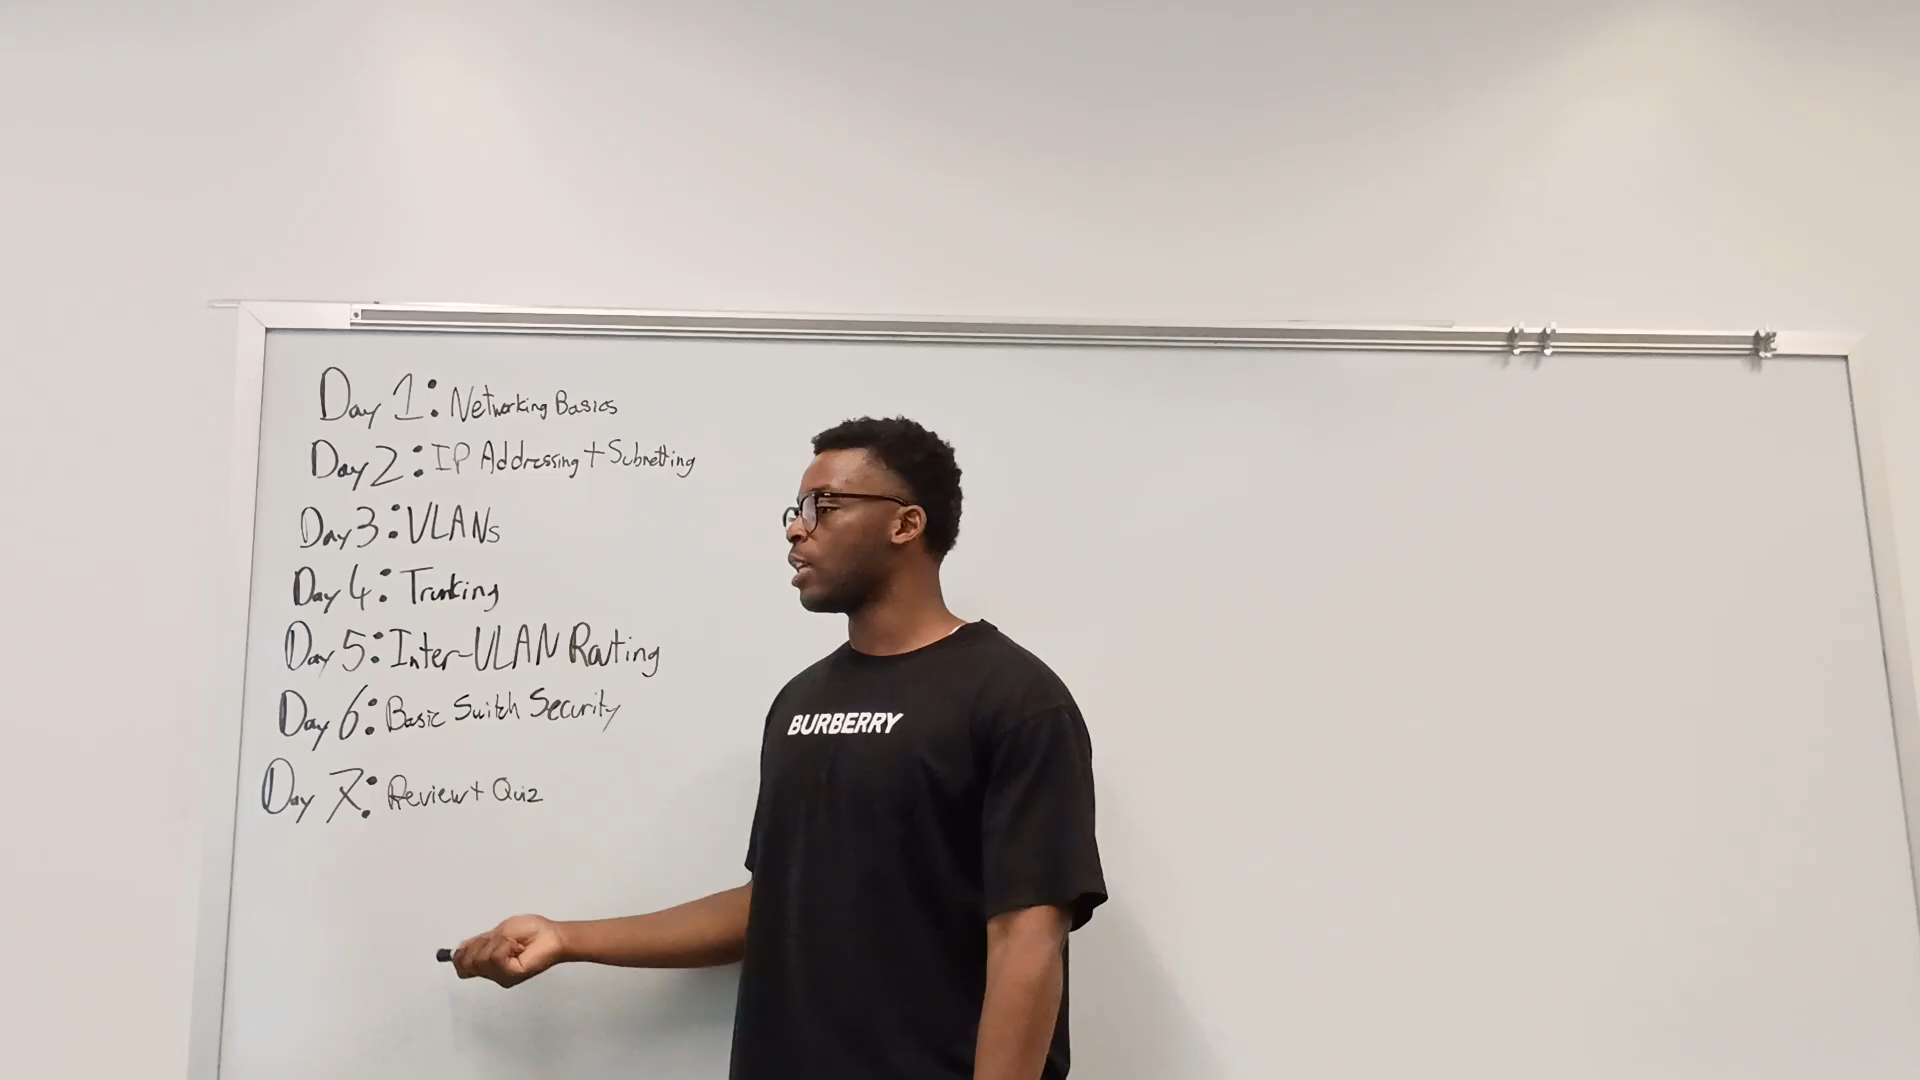 Day 1: Networking Basics
Day 2: IP Addressing + Subnetting
Day 3: VLANs
Day 4: Trunking
Day 5: Inter-VLAN Routing
Day 6: Basic Switch Security
Day 7: Review + Quiz
BURBERRY